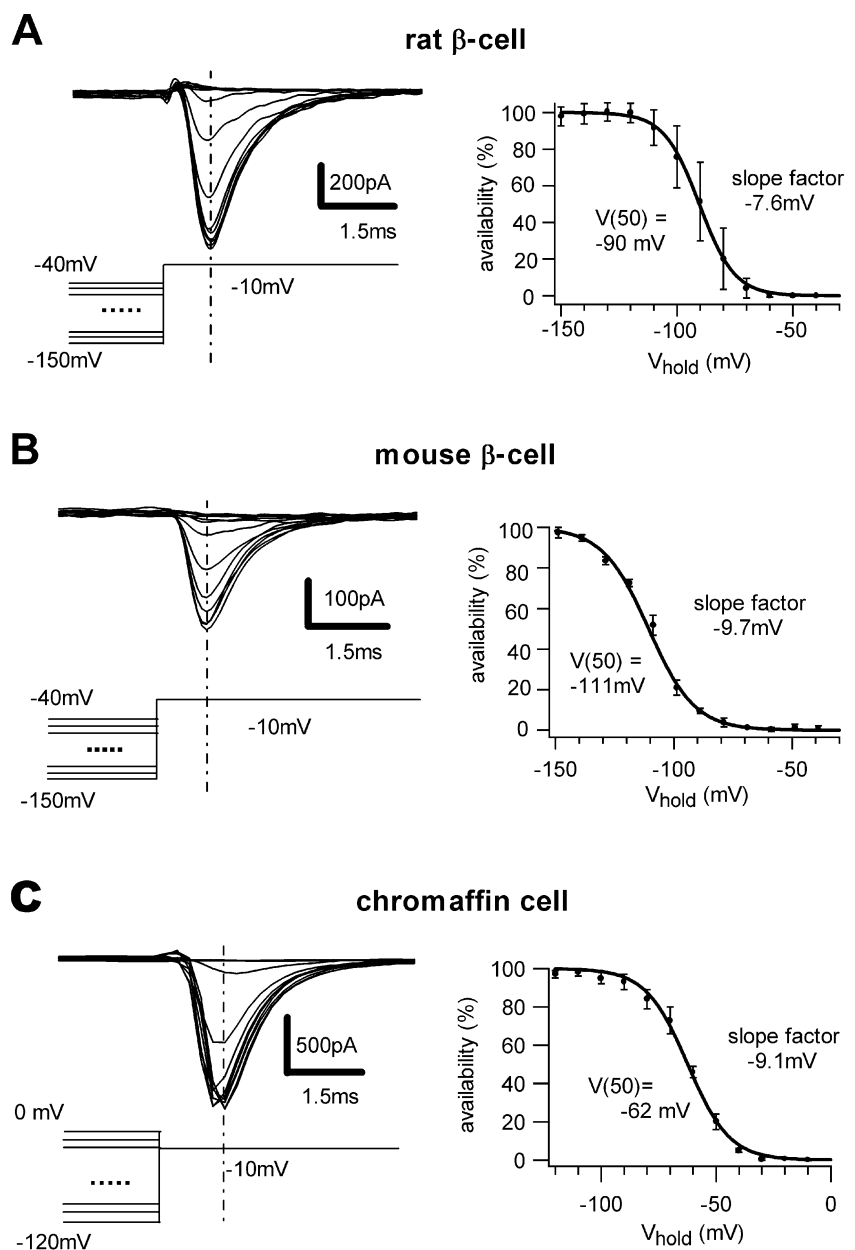 A
rat β-cell
200pA
1.5ms
-40mV
-10mV
-150mV
availability (%)
100
80
60
40
20
0
V(50) =
-90 mV
slope factor
-7.6mV
-150
-100
-50
Vhold (mV)
B
mouse β-cell
100pA
1.5ms
-40mV
-10mV
-150mV
availability (%)
100
80
60
40
20
0
V(50) =
-111mV
slope factor
-9.7mV
-150
-100
-50
Vhold (mV)
C
chromaffin cell
500pA
1.5ms
0 mV
-10mV
-120mV
availability (%)
100
80
60
40
20
0
V(50)=
-62 mV
slope factor
-9.1mV
-100
-50
0
Vhold (mV)